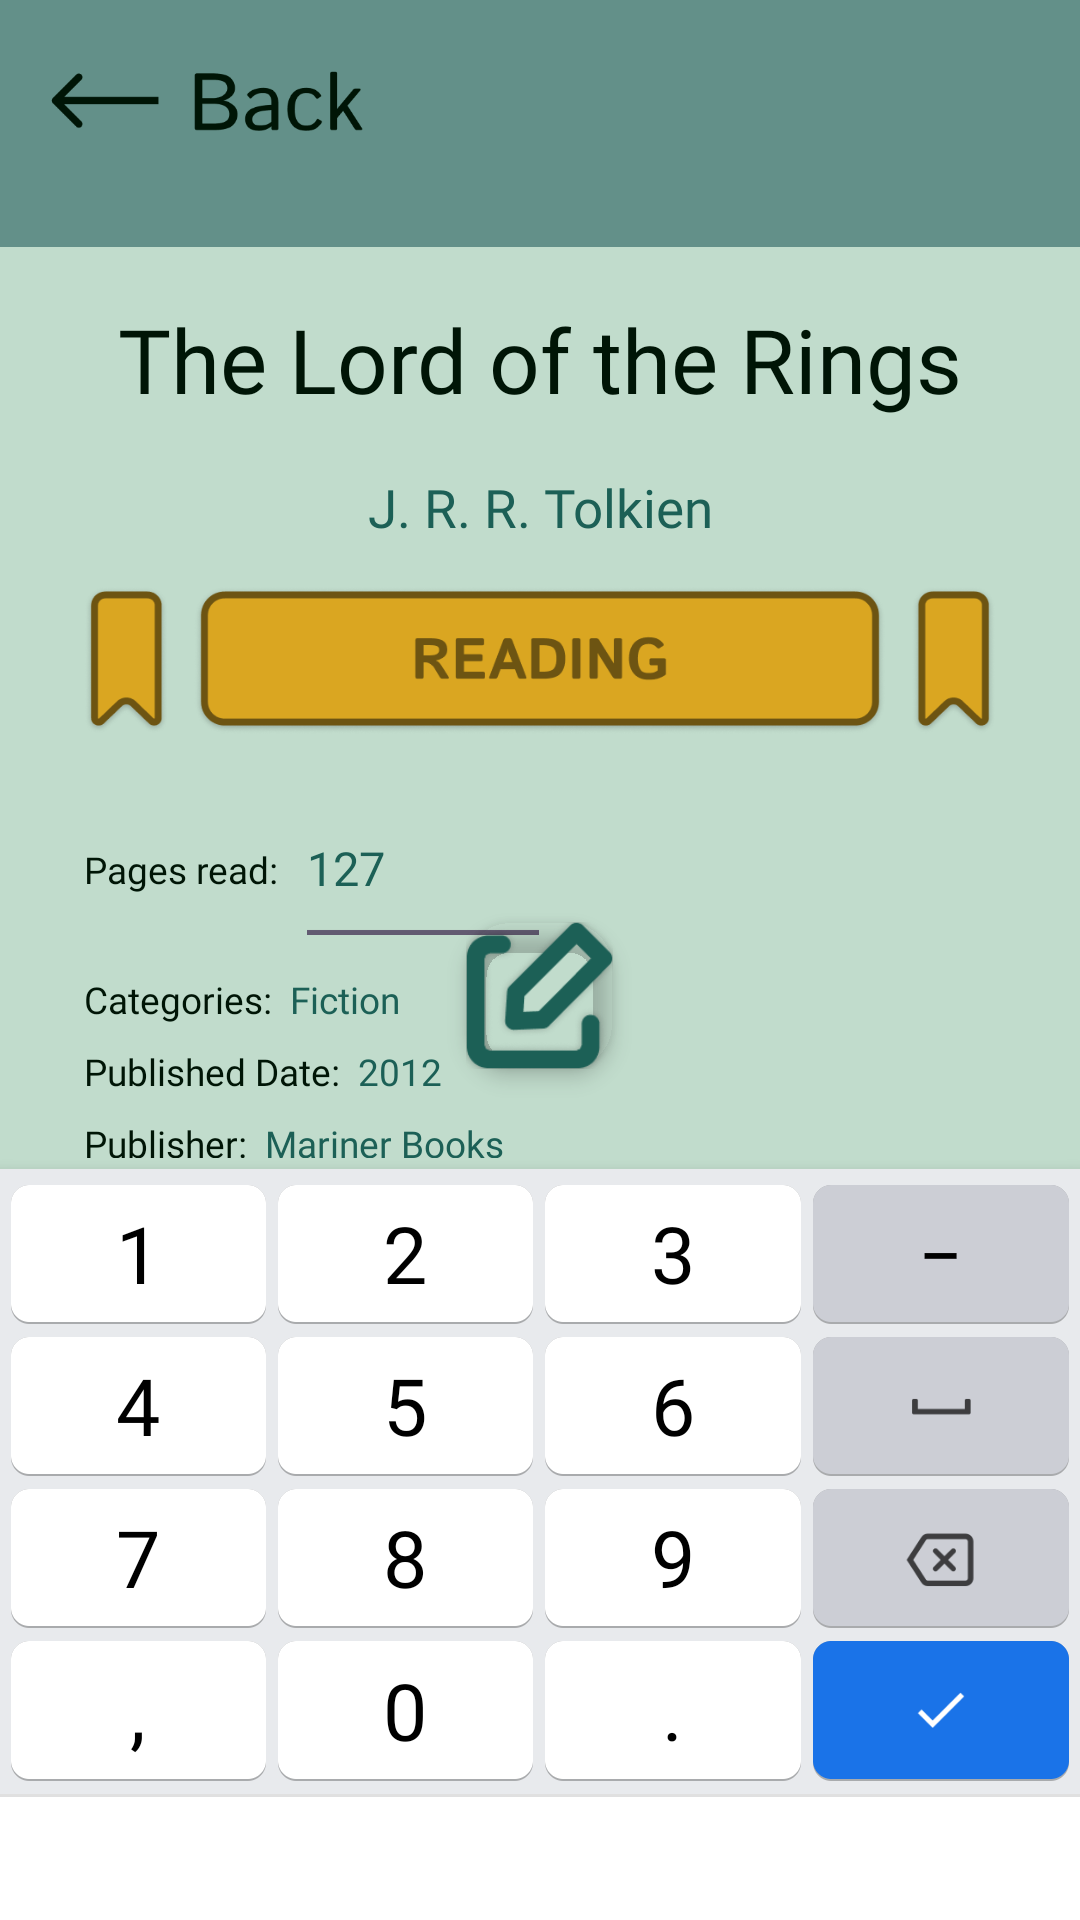 Back
The Lord of the Rings
J. R. R. Tolkien
READING
Pages read: 127
Categories: Fiction
Published Date: 2012
Publisher: Mariner Books
1 2 3 –
4 5 6
7 8 9
, 0 .